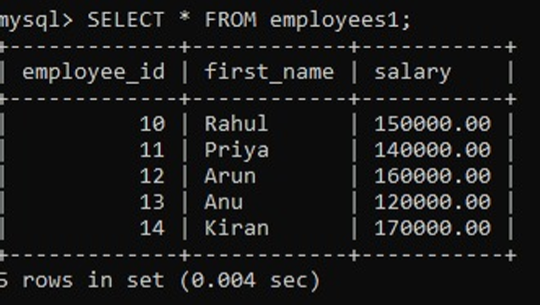 mysql> SELECT * FROM employees1;
+-------------+------------+-----------+
| employee_id | first_name | salary    |
+-------------+------------+-----------+
|          10 | Rahul      | 150000.00 |
|          11 | Priya      | 140000.00 |
|          12 | Arun       | 160000.00 |
|          13 | Anu        | 120000.00 |
|          14 | Kiran      | 170000.00 |
+-------------+------------+-----------+
5 rows in set (0.004 sec)